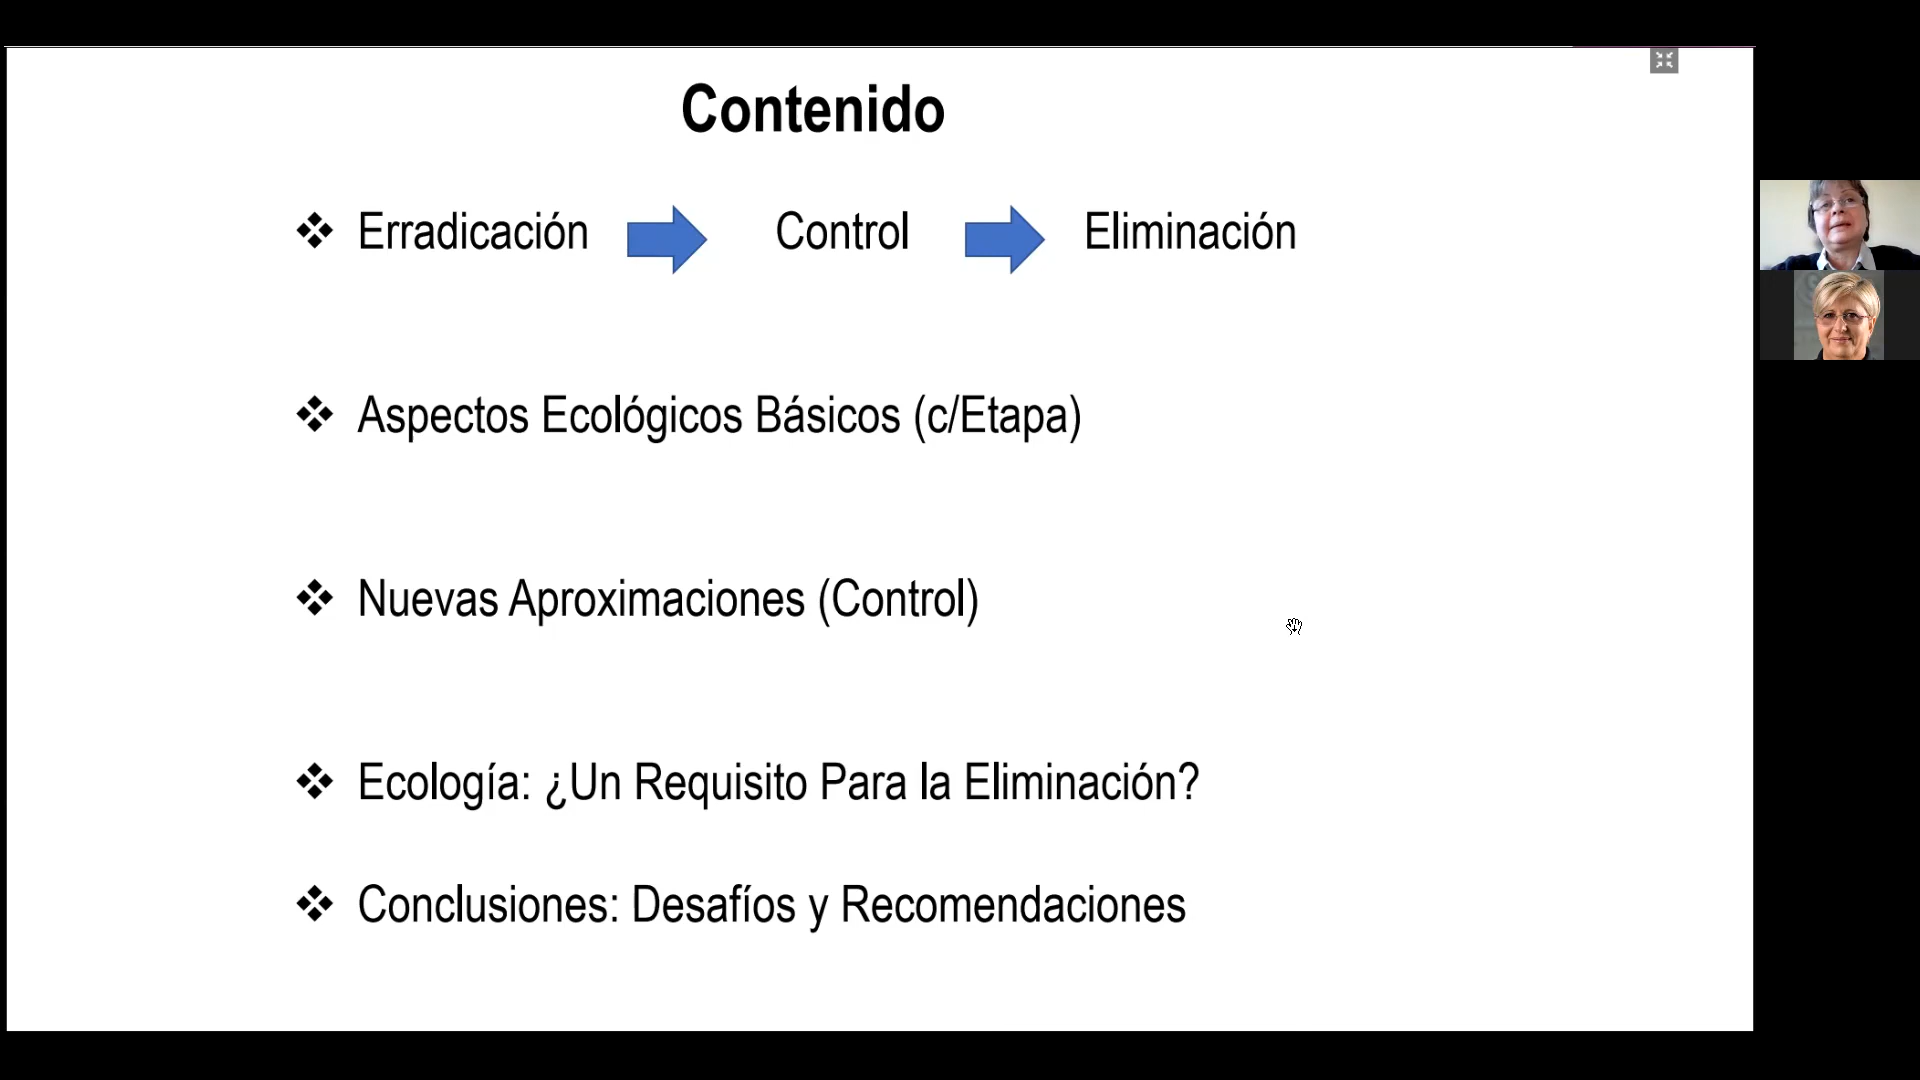 Contenido
Erradicación Control Eliminación
Aspectos Ecológicos Básicos (c/Etapa)
Nuevas Aproximaciones (Control)
Ecología: ¿Un Requisito Para la Eliminación?
Conclusiones: Desafíos y Recomendaciones